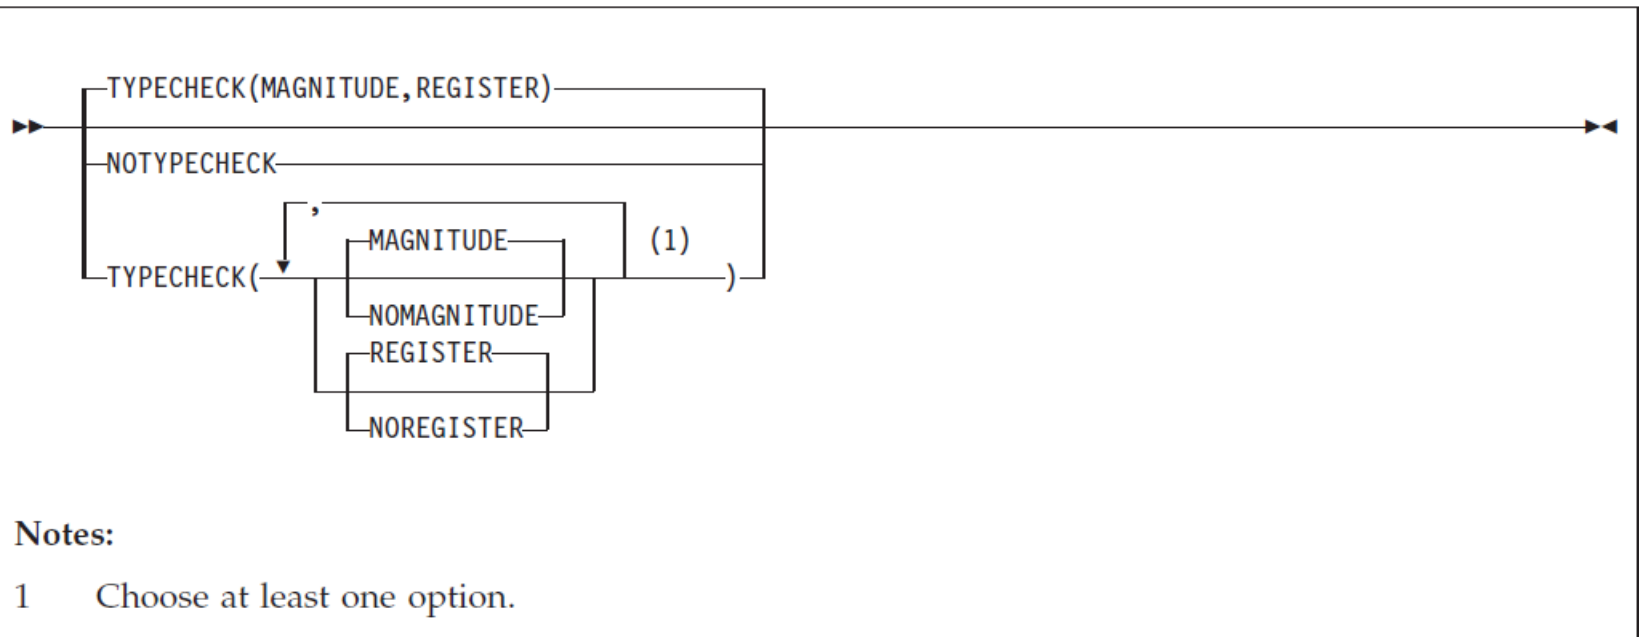 TYPECHECK(MAGNITUDE,REGISTER)
NOTYPECHECK
,
MAGNITUDE (1)
TYPECHECK( )
NOMAGNITUDE
REGISTER
NOREGISTER
Notes:
1 Choose at least one option.